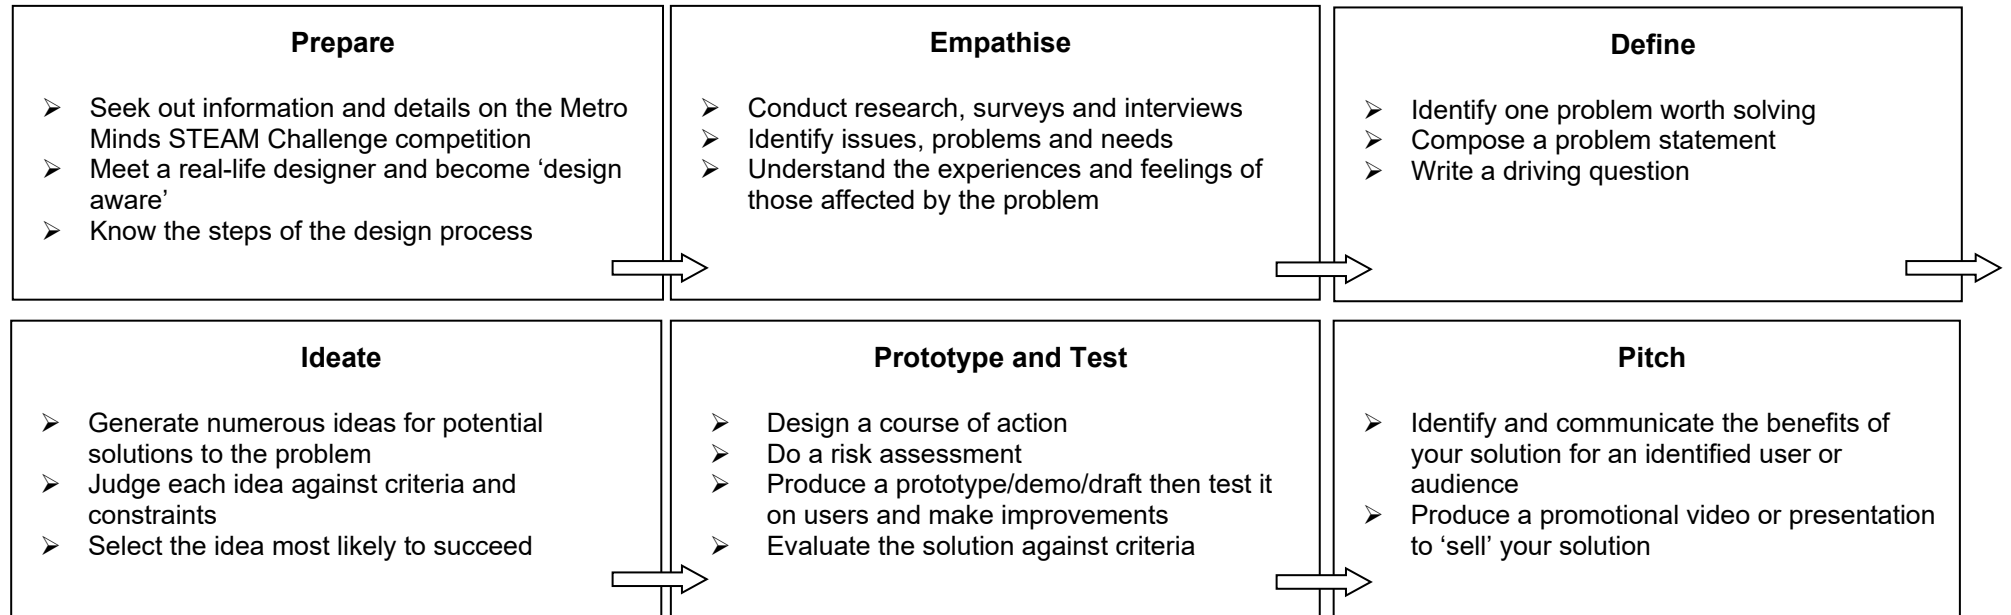 Prepare
➢ Seek out information and details on the Metro
Minds STEAM Challenge competition
➢ Meet a real-life designer and become ‘design
aware’
➢ Know the steps of the design process
Empathise
➢ Conduct research, surveys and interviews
➢ Identify issues, problems and needs
➢ Understand the experiences and feelings of
those affected by the problem
Define
➢ Identify one problem worth solving
➢ Compose a problem statement
➢ Write a driving question
Ideate
➢ Generate numerous ideas for potential
solutions to the problem
➢ Judge each idea against criteria and
constraints
➢ Select the idea most likely to succeed
Prototype and Test
➢ Design a course of action
➢ Do a risk assessment
➢ Produce a prototype/demo/draft then test it
on users and make improvements
➢ Evaluate the solution against criteria
Pitch
➢ Identify and communicate the benefits of
your solution for an identified user or
audience
➢ Produce a promotional video or presentation
to ‘sell’ your solution